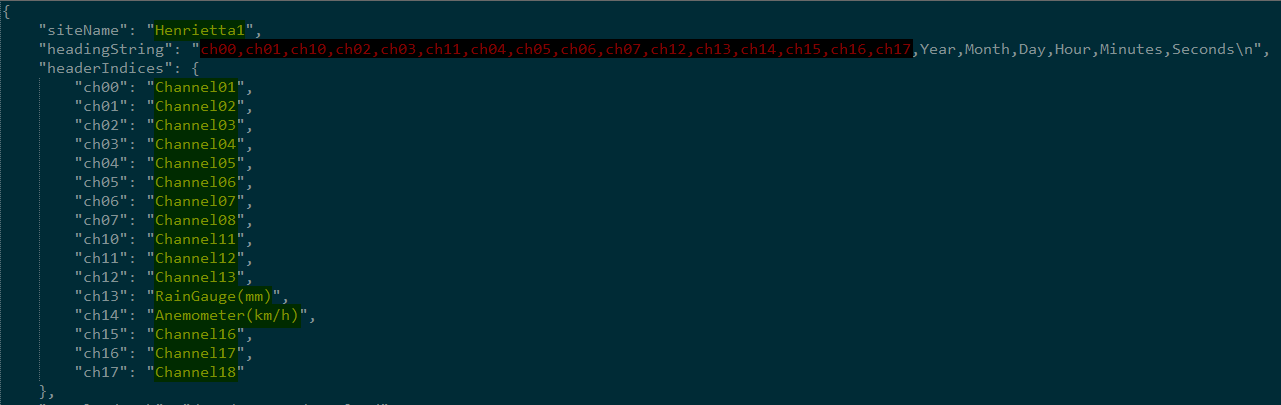 {
"siteName": "Henrietta1",
"headingString": "ch00,ch01,ch10,ch02,ch03,ch11,ch04,ch05,ch06,ch07,ch12,ch13,ch14,ch15,ch16,ch17,Year,Month,Day,Hour,Minutes,Seconds\n",
"headerIndices": {
"ch00": "Channel01",
"ch01": "Channel02",
"ch02": "Channel03",
"ch03": "Channel04",
"ch04": "Channel05",
"ch05": "Channel06",
"ch06": "Channel07",
"ch07": "Channel08",
"ch10": "Channel11",
"ch11": "Channel12",
"ch12": "Channel13",
"ch13": "RainGauge(mm)",
"ch14": "Anemometer(km/h)",
"ch15": "Channel16",
"ch16": "Channel17",
"ch17": "Channel18"
},